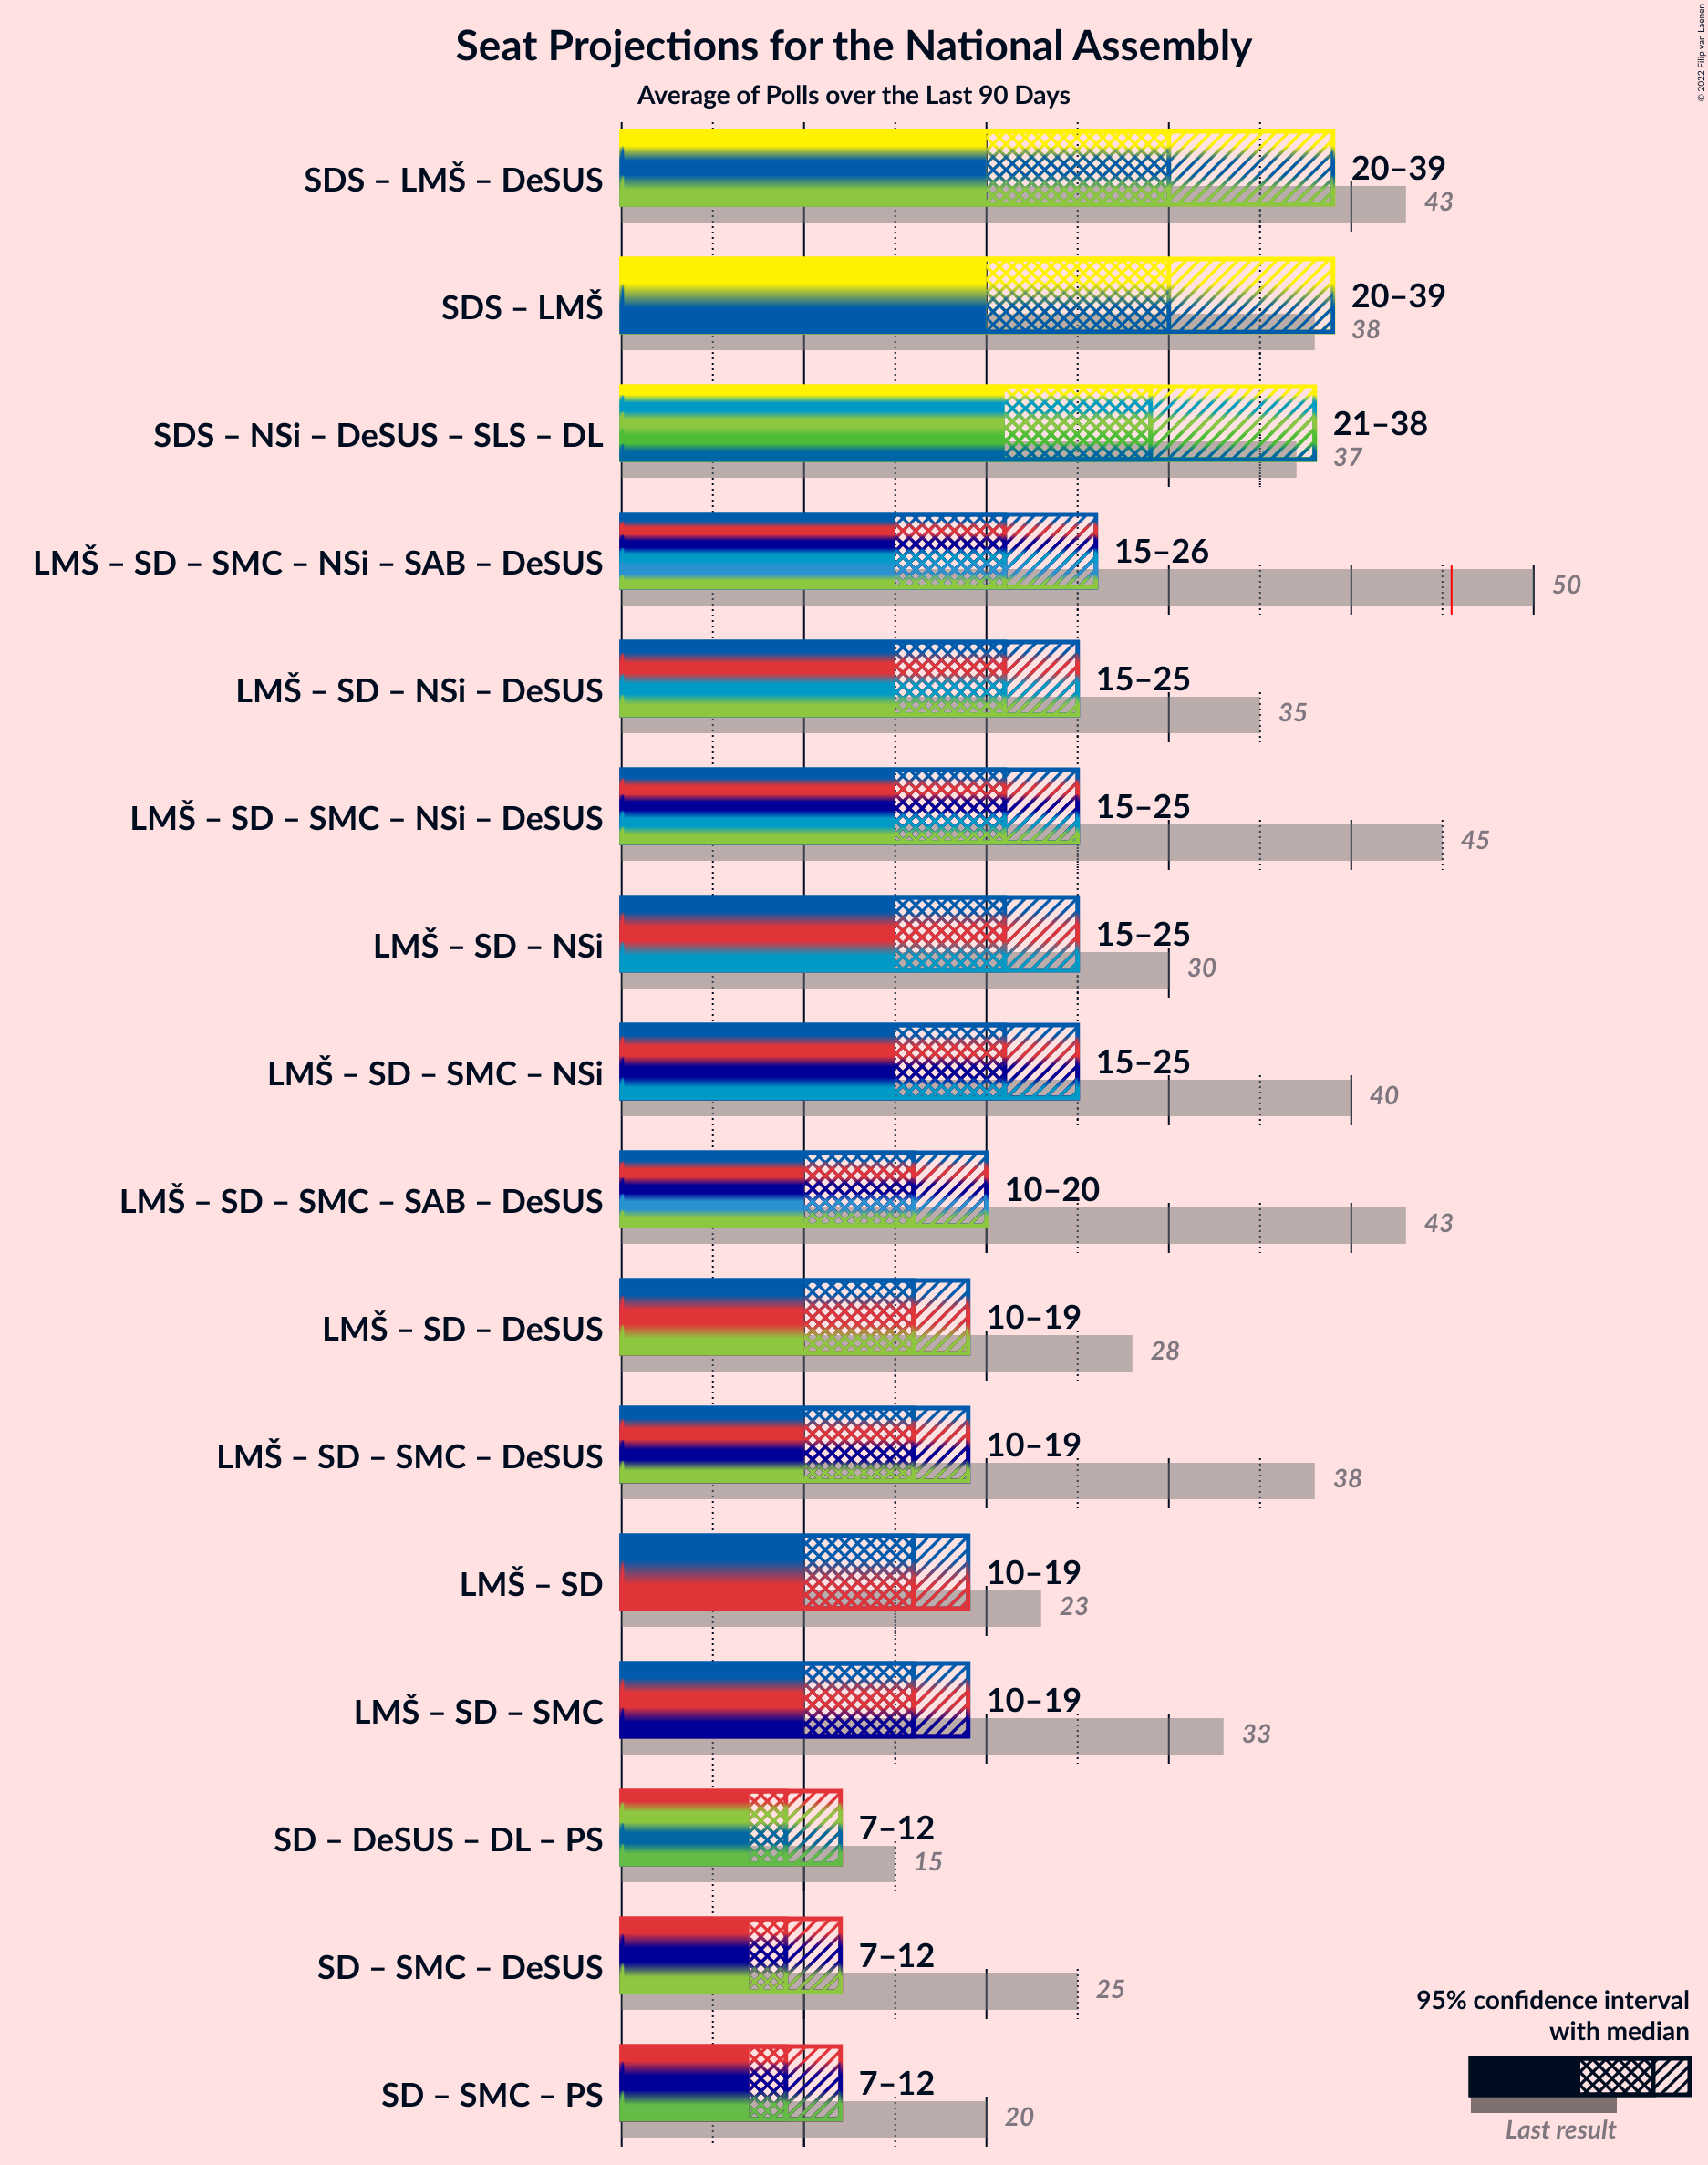 Seat Projections for the National Assembly
Average of Polls over the Last 90 Days
© 2022 Filip van Laenen
SDS – LMŠ – DeSUS
20–39
43
SDS – LMŠ
20–39
38
SDS – NSi – DeSUS – SLS – DL
21–38
37
LMŠ – SD – SMC – NSi – SAB – DeSUS
15–26
50
LMŠ – SD – NSi – DeSUS
15–25
35
LMŠ – SD – SMC – NSi – DeSUS
15–25
45
LMŠ – SD – NSi
15–25
30
LMŠ – SD – SMC – NSi
15–25
40
LMŠ – SD – SMC – SAB – DeSUS
10–20
43
LMŠ – SD – DeSUS
10–19
28
LMŠ – SD – SMC – DeSUS
10–19
38
LMŠ – SD
10–19
23
LMŠ – SD – SMC
10–19
33
SD – DeSUS – DL – PS
7–12
15
SD – SMC – DeSUS
7–12
25
SD – SMC – PS
7–12
20
95% confidence interval
with median
Last result